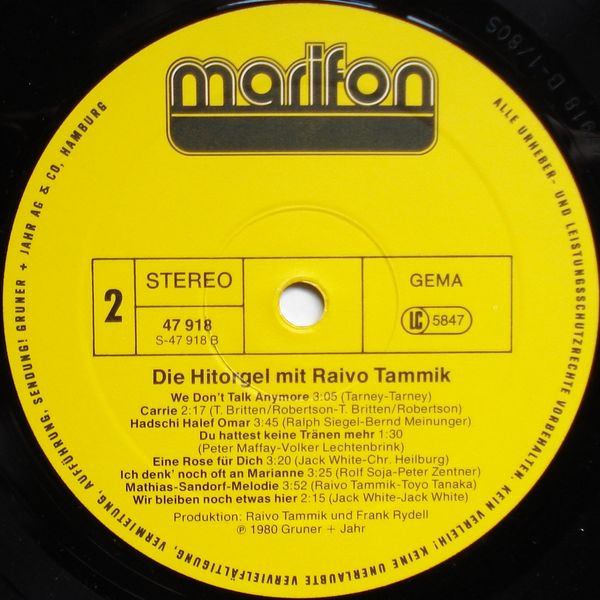 marifon
ALLE URHEBER- UND LEISTUNGSSCHUTZRECHTE VORBEHALTEN. KEIN VERLEIH! KEINE UNERLAUBTE VERVIELFÄLTIGUNG, VERMIETUNG, AUFFÜHRUNG, SENDUNG! GRUNER + JAHR AG & CO, HAMBURG
918 B-1/80S
2
STEREO
GEMA
47 918
S-47 918 B
LC 5847
Die Hitorgel mit Raivo Tammik
We Don't Talk Anymore 3:05 (Tarney-Tarney)
Carrie 2:17 (T. Britten/Robertson-T. Britten/Robertson)
Hadschi Halef Omar 3:45 (Ralph Siegel-Bernd Meinunger)
Du hattest keine Tränen mehr 1:30
(Peter Maffay-Volker Lechtenbrink)
Eine Rose für Dich 3:20 (Jack White-Chr. Heilburg)
Ich denk' noch oft an Marianne 3:25 (Rolf Soja-Peter Zentner)
Mathias-Sandorf-Melodie 3:52 (Raivo Tammik-Toyo Tanaka)
Wir bleiben noch etwas hier 2:15 (Jack White-Jack White)
Produktion: Raivo Tammik und Frank Rydell
℗ 1980 Gruner + Jahr